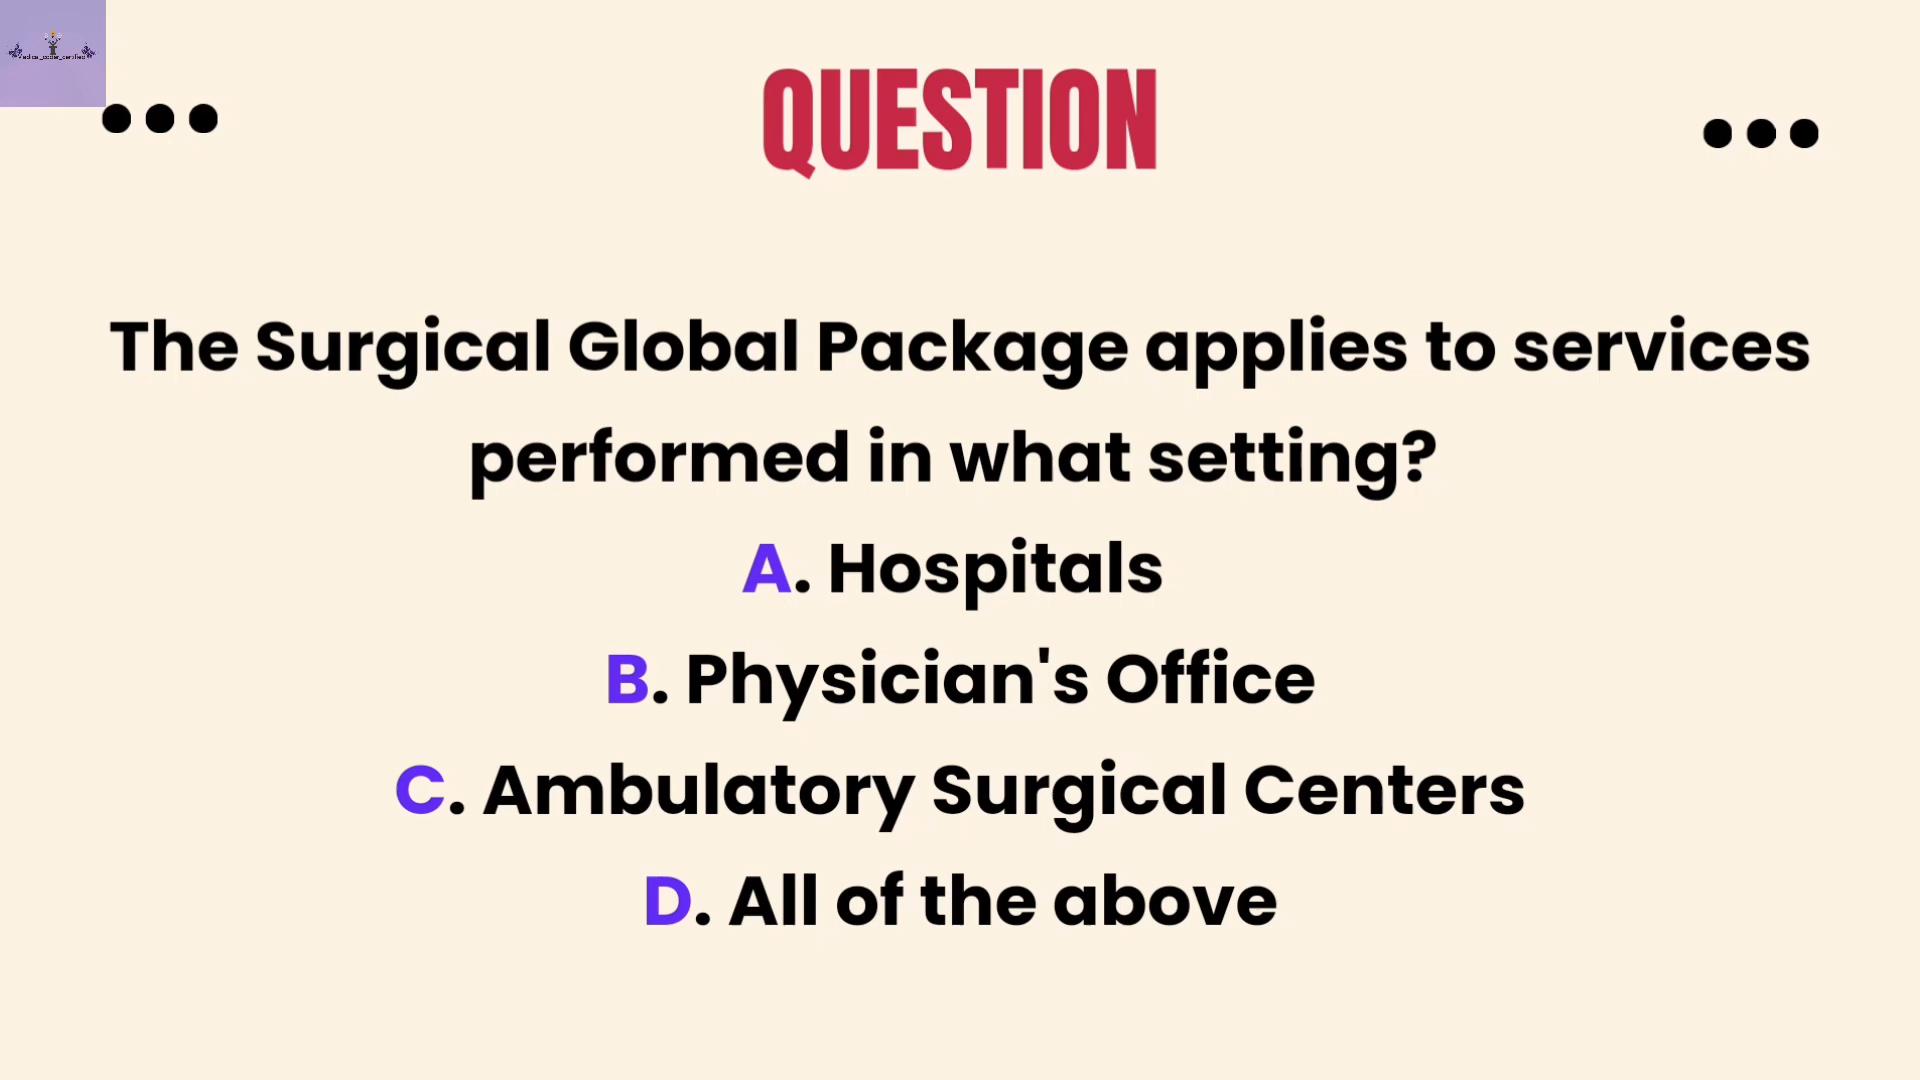 QUESTION
The Surgical Global Package applies to services
performed in what setting?
A. Hospitals
B. Physician's Office
C. Ambulatory Surgical Centers
D. All of the above